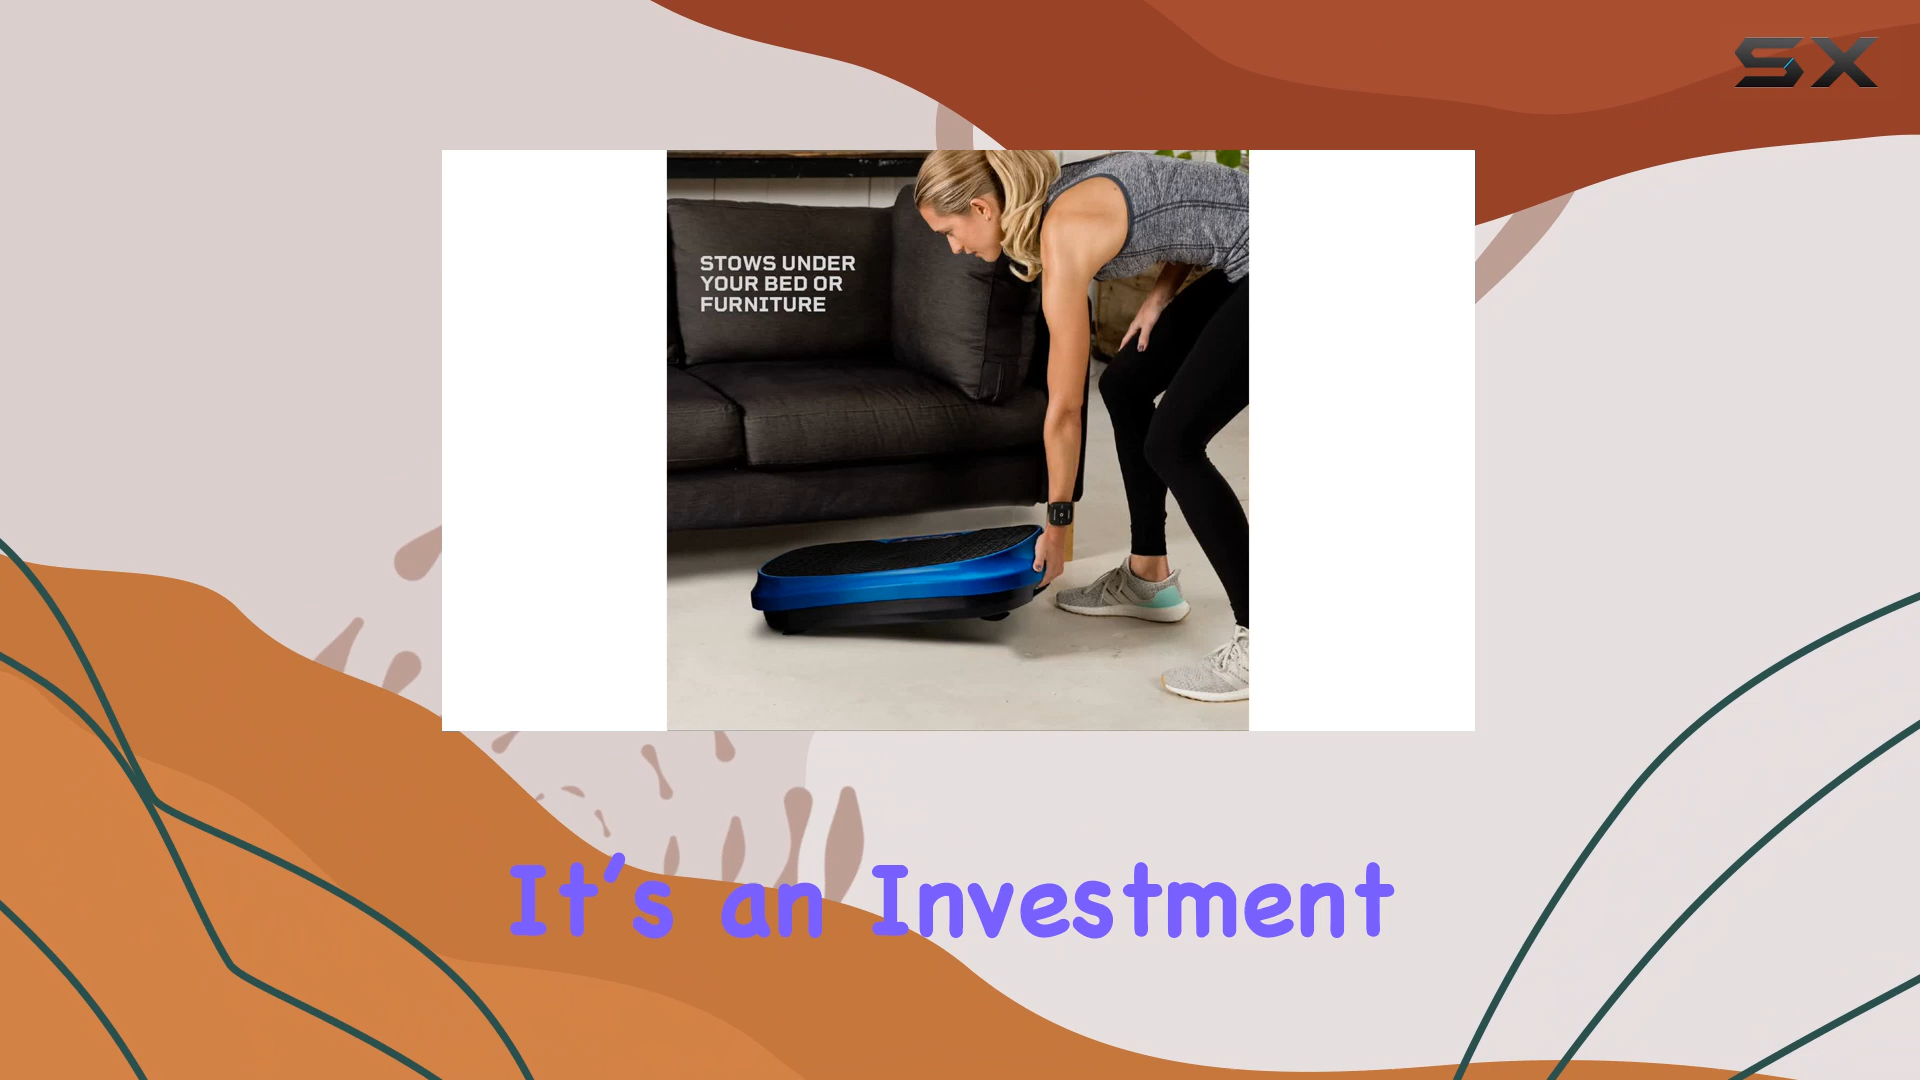 SX
STOWS UNDER
YOUR BED OR
FURNITURE
It's an Investment